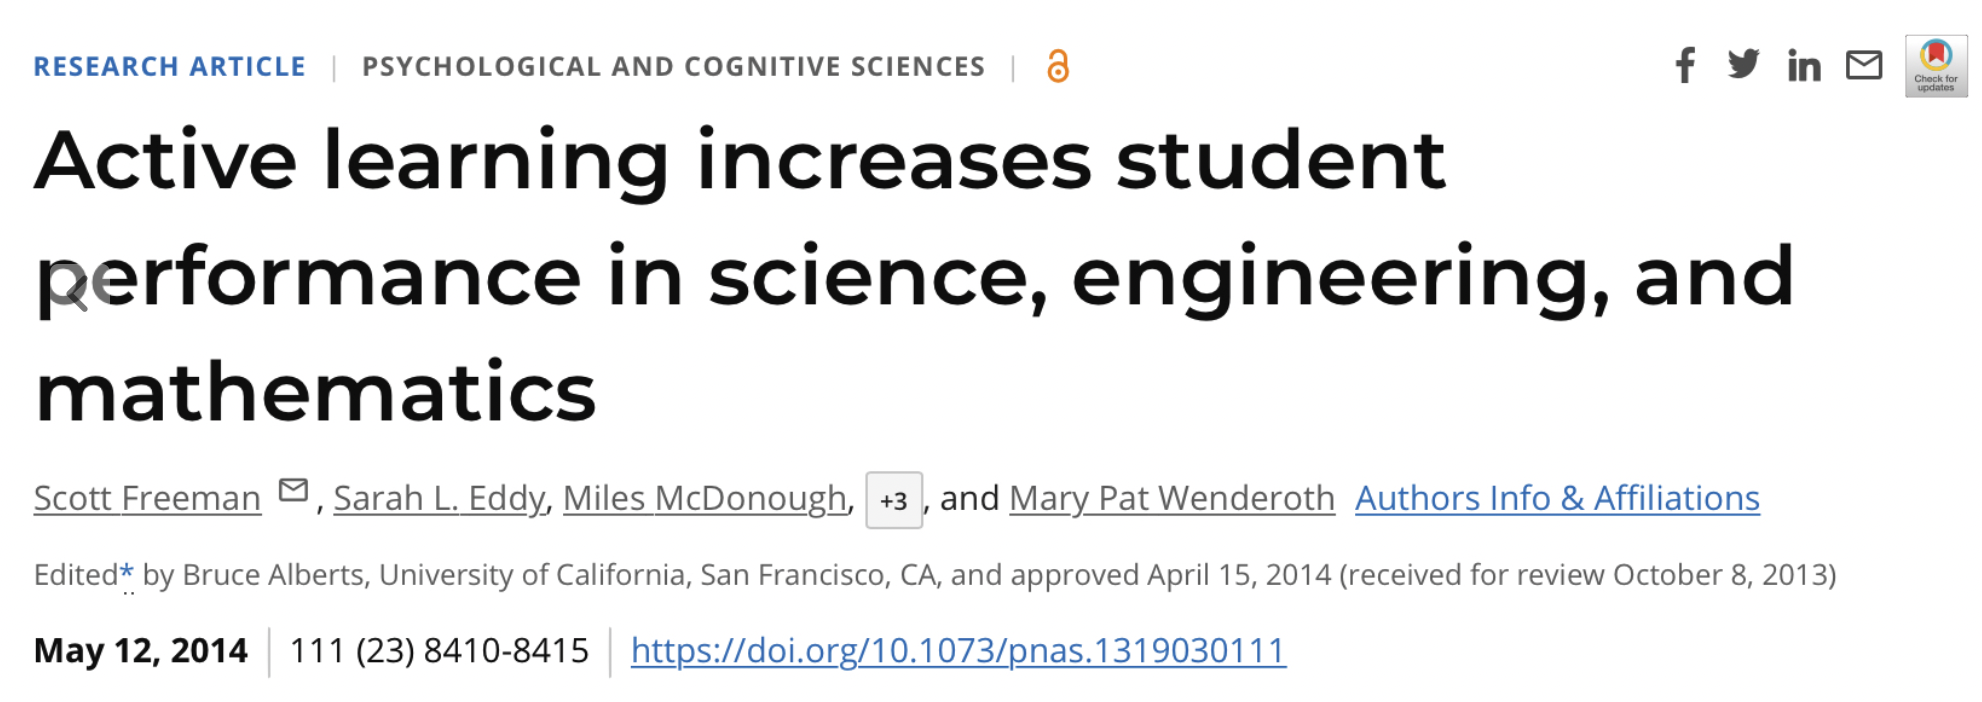 RESEARCH ARTICLE | PSYCHOLOGICAL AND COGNITIVE SCIENCES |
Check for
updates
Active learning increases student
performance in science, engineering, and
mathematics
Scott Freeman, Sarah L. Eddy, Miles McDonough, +3, and Mary Pat Wenderoth Authors Info & Affiliations
Edited* by Bruce Alberts, University of California, San Francisco, CA, and approved April 15, 2014 (received for review October 8, 2013)
May 12, 2014 | 111 (23) 8410-8415 | https://doi.org/10.1073/pnas.1319030111